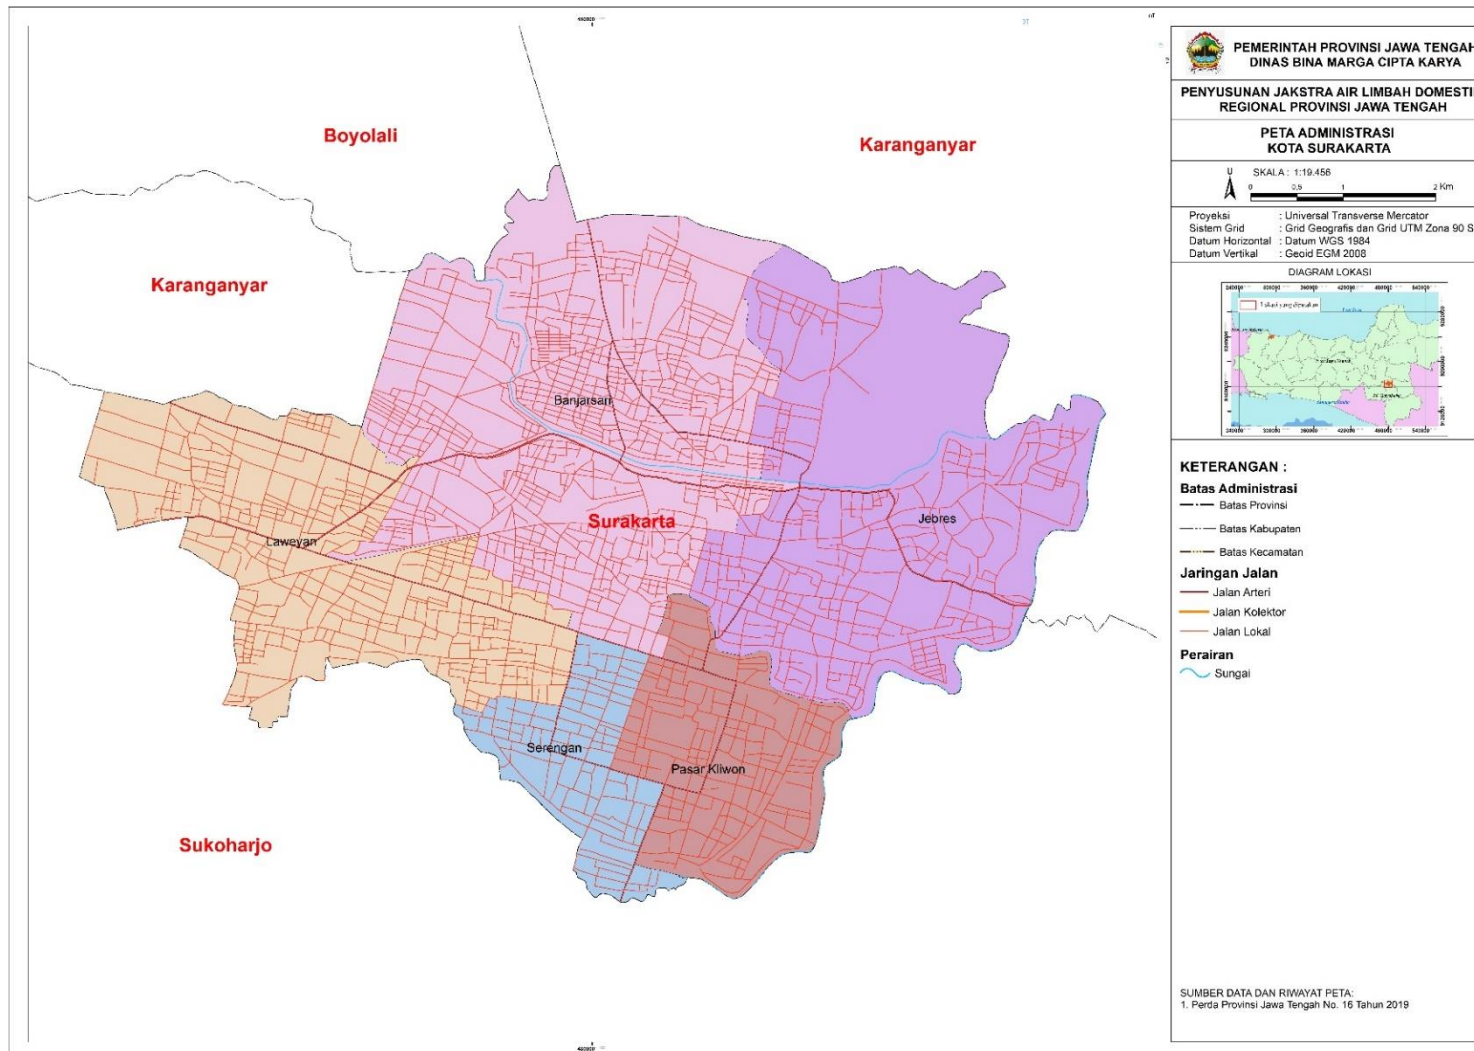 Boyolali
Karanganyar
Karanganyar
Banjarsari
Surakarta
Jebres
Laweyan
Serengan
Pasar Kliwon
Sukoharjo
PEMERINTAH PROVINSI JAWA TENGAH
DINAS BINA MARGA CIPTA KARYA
PENYUSUNAN JAKSTRA AIR LIMBAH DOMESTI
REGIONAL PROVINSI JAWA TENGAH
PETA ADMINISTRASI
KOTA SURAKARTA
U
SKALA : 1:19.456
0 0,5 1 2 Km
Proyeksi : Universal Transverse Mercator
Sistem Grid : Grid Geografis dan Grid UTM Zona 90 S
Datum Horizontal : Datum WGS 1984
Datum Vertikal : Geoid EGM 2008
DIAGRAM LOKASI
KETERANGAN :
Batas Administrasi
Batas Provinsi
Batas Kabupaten
Batas Kecamatan
Jaringan Jalan
Jalan Arteri
Jalan Kolektor
Jalan Lokal
Perairan
Sungai
SUMBER DATA DAN RIWAYAT PETA:
1. Perda Provinsi Jawa Tengah No. 16 Tahun 2019